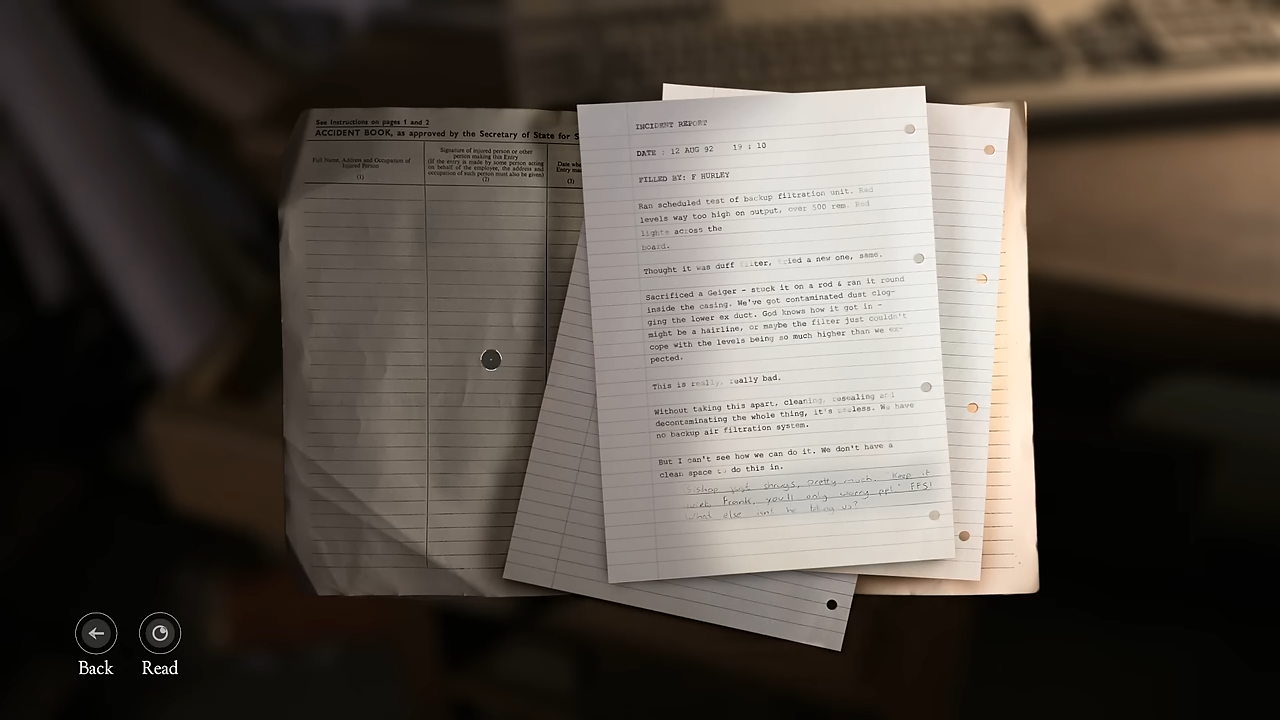 See Instructions on pages 1 and 2
ACCIDENT BOOK, as approved by the Secretary of State for S
Full Name, Address and Occupation of
Injured Person
(1)
Signature of injured person or other
person making this Entry
(If the entry is made by some person acting
on behalf of the employee, the address and
occupation of such person must also be given)
(2)
Date
Entry
(3)
INCIDENT REPORT
DATE : 12 AUG 92 19 : 10
FILLED BY: F HURLEY
Ran scheduled test of backup filtration unit. Rad
levels way too high on output, over 500 rem. Red
lights across the
board.
Thought it was duff filter, tried a new one, same.
Sacrificed a Geiger - stuck it on a rod & ran it round
inside the casing. We've got contaminated dust clog-
ging the lower ex duct. God knows how it got in -
might be a hairline, or maybe the filter just couldn't
cope with the levels being so much higher than we ex-
pected.
This is really, really bad.
Without taking this apart, cleaning, resealing and
decontaminating the whole thing, it's useless. We have
no backup air filtration system.
But I can't see how we can do it. We don't have a
clean space to do this in.
just shrugs, pretty much. "Keep it
Frank, you'll only worry ppl" FFS!
What else isnt he telling us?
Back
Read